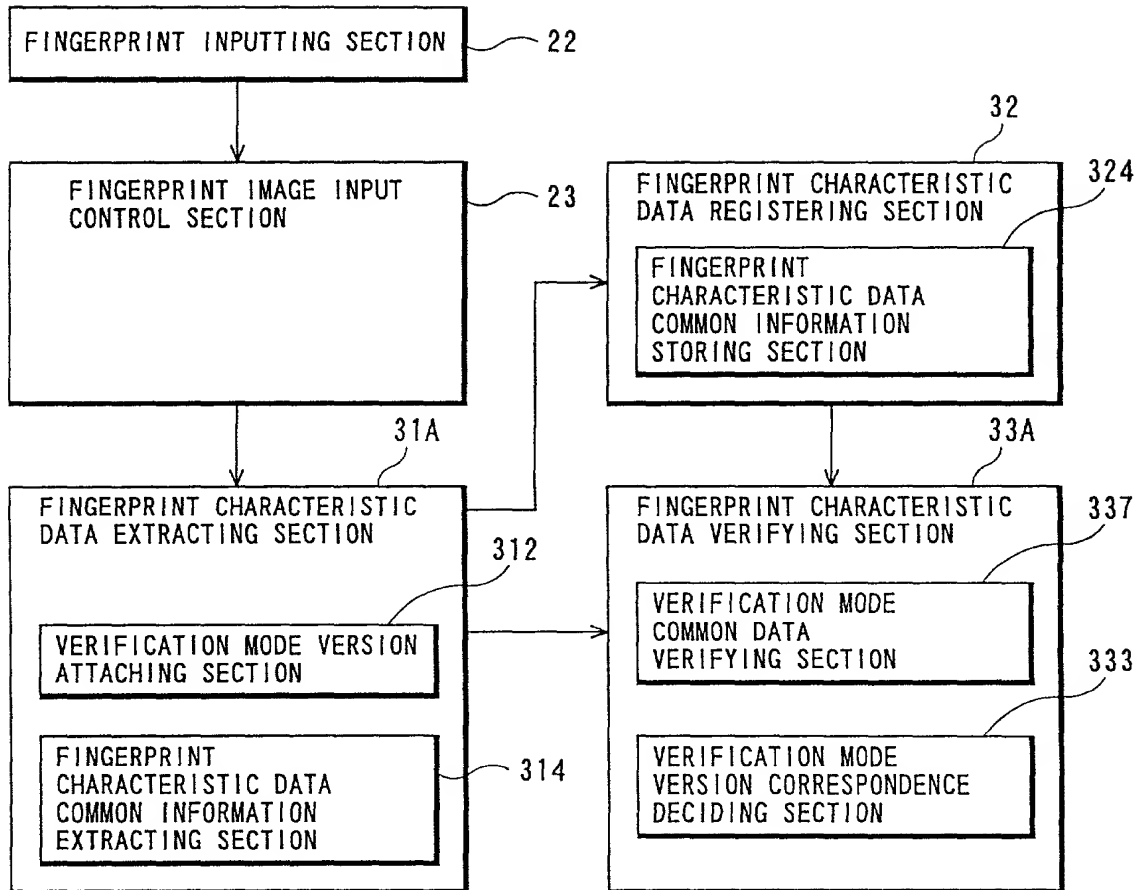 FINGERPRINT INPUTTING SECTION
22
FINGERPRINT IMAGE INPUT
CONTROL SECTION
23
31A
FINGERPRINT CHARACTERISTIC
DATA EXTRACTING SECTION
312
VERIFICATION MODE VERSION
ATTACHING SECTION
FINGERPRINT
CHARACTERISTIC DATA
COMMON INFORMATION
EXTRACTING SECTION
314
32
FINGERPRINT CHARACTERISTIC
DATA REGISTERING SECTION
324
FINGERPRINT
CHARACTERISTIC DATA
COMMON INFORMATION
STORING SECTION
33A
FINGERPRINT CHARACTERISTIC
DATA VERIFYING SECTION
337
VERIFICATION MODE
COMMON DATA
VERIFYING SECTION
333
VERIFICATION MODE
VERSION CORRESPONDENCE
DECIDING SECTION